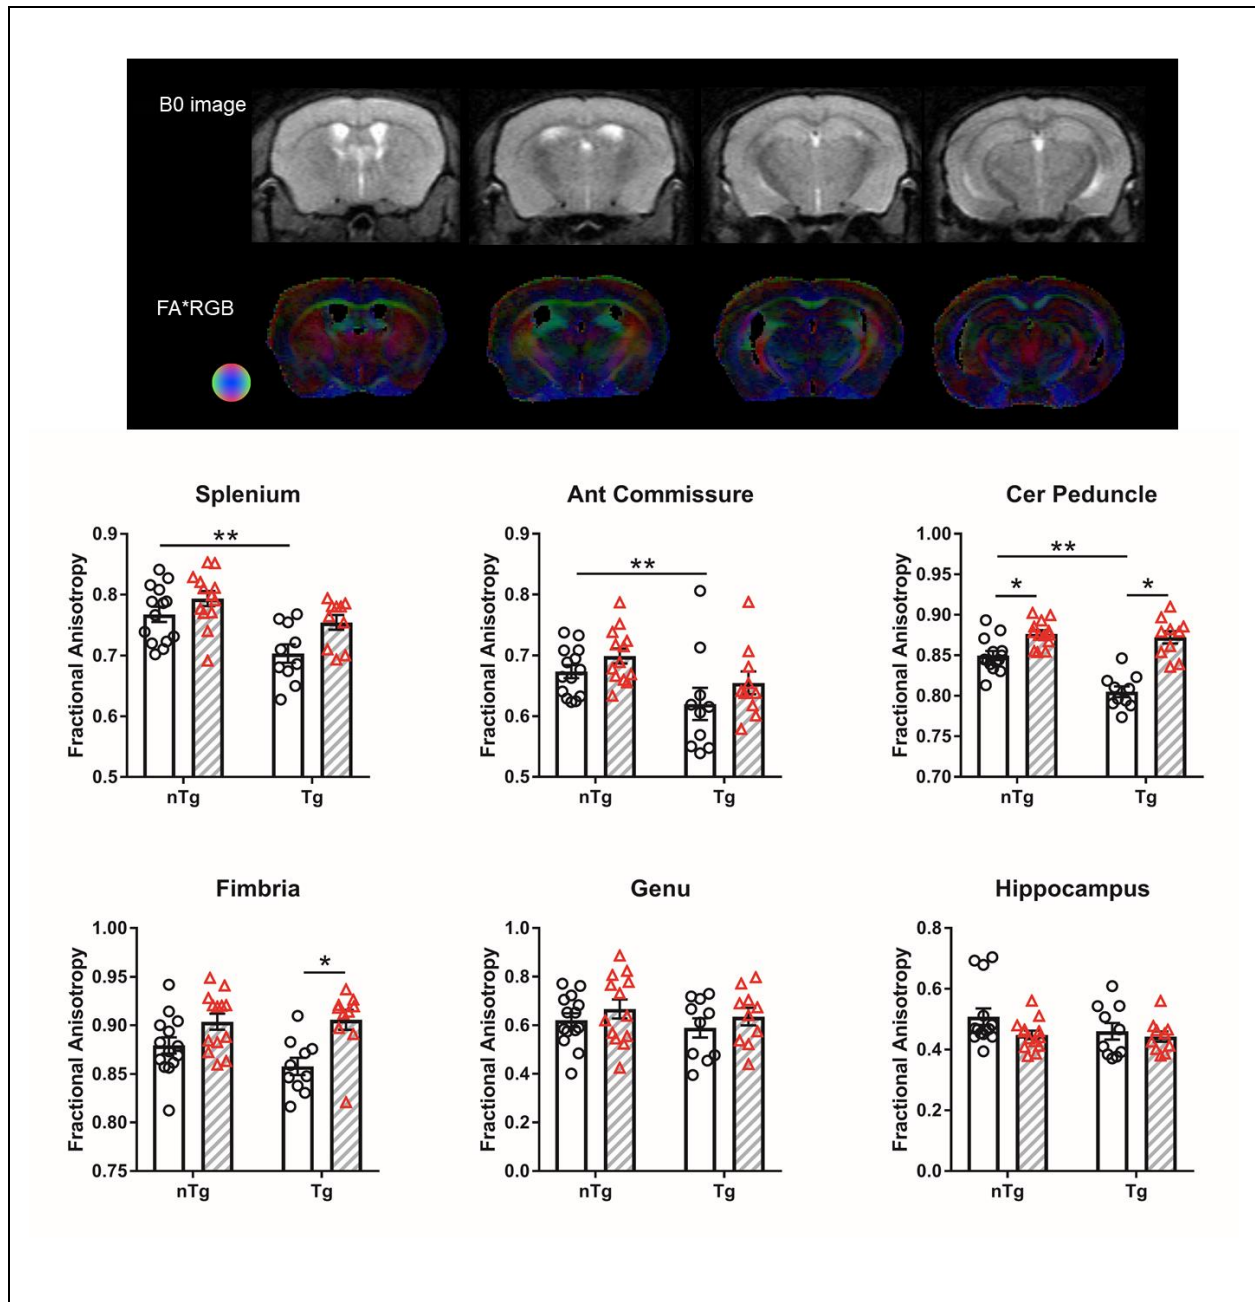 B0 image
FA*RGB
Splenium
Fractional Anisotropy
0.9
0.8
0.7
0.6
0.5
**
nTg
Tg
Ant Commissure
Fractional Anisotropy
0.9
0.8
0.7
0.6
0.5
**
nTg
Tg
Cer Peduncle
Fractional Anisotropy
1.00
0.95
0.90
0.85
0.80
0.75
0.70
**
*
*
nTg
Tg
Fimbria
Fractional Anisotropy
1.00
0.95
0.90
0.85
0.80
0.75
*
nTg
Tg
Genu
Fractional Anisotropy
1.0
0.8
0.6
0.4
0.2
0.0
nTg
Tg
Hippocampus
Fractional Anisotropy
0.8
0.6
0.4
0.2
0.0
nTg
Tg